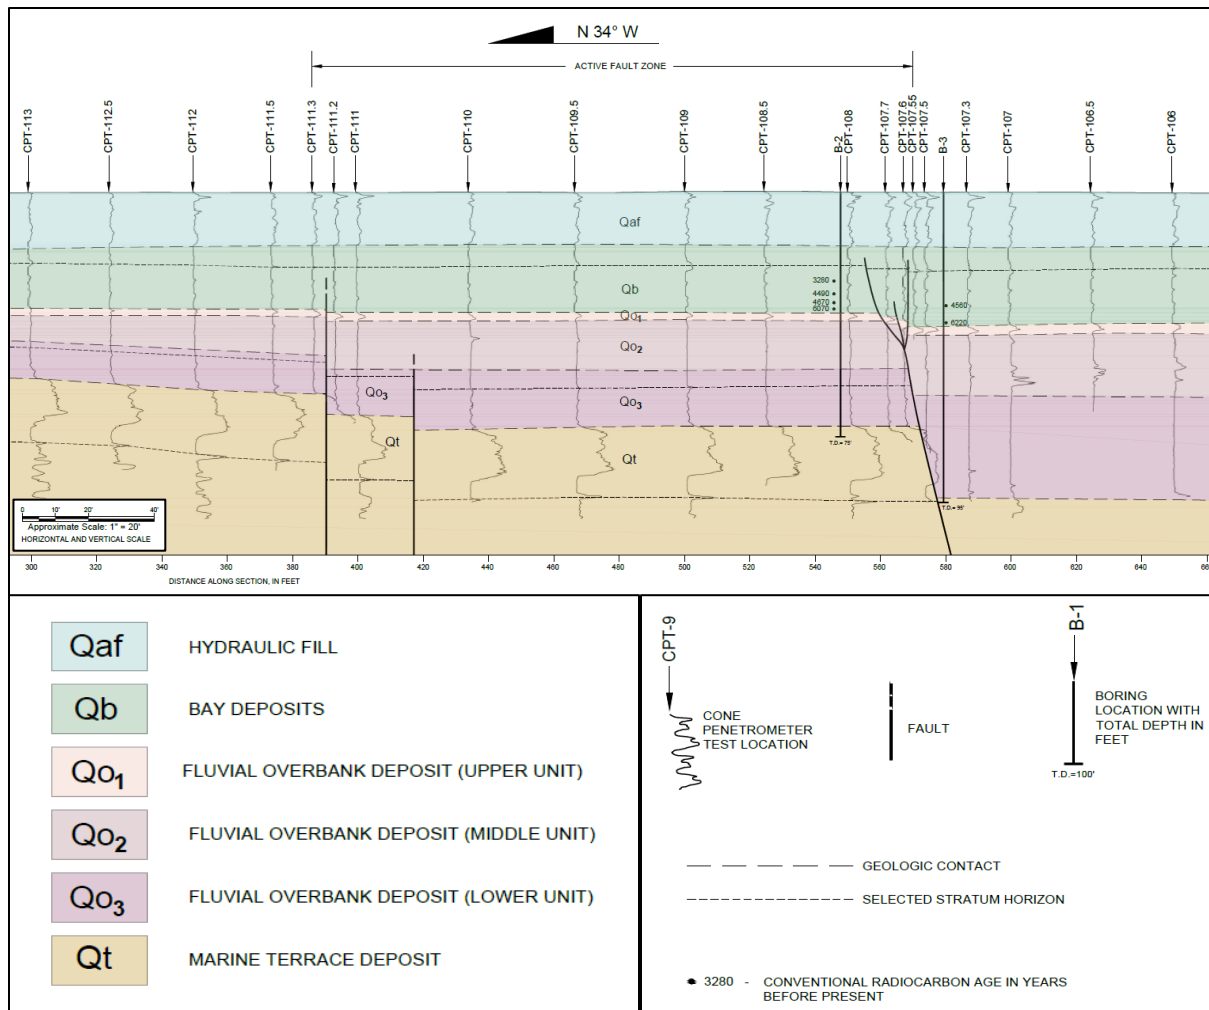 N 34° W
ACTIVE FAULT ZONE
CPT-113
CPT-112.5
CPT-112
CPT-111.5
CPT-111.3
CPT-111.2
CPT-111
CPT-110
CPT-109.5
CPT-109
CPT-108.5
B-2
CPT-108
CPT-107.7
CPT-107.6
CPT-107.55
CPT-107.5
B-3
CPT-107.3
CPT-107
CPT-106.5
CPT-106
Qaf
Qb
3280
4490
4670
6070
4560
6220
Qo1
Qo2
Qo3
Qo3
Qt
Qt
T.D.= 75'
T.D.= 95'
0 10' 20' 40'
Approximate Scale: 1" = 20'
HORIZONTAL AND VERTICAL SCALE
300 320 340 360 380 400 420 440 460 480 500 520 540 560 580 600 620 640 66
DISTANCE ALONG SECTION, IN FEET
Qaf HYDRAULIC FILL
Qb BAY DEPOSITS
Qo1 FLUVIAL OVERBANK DEPOSIT (UPPER UNIT)
Qo2 FLUVIAL OVERBANK DEPOSIT (MIDDLE UNIT)
Qo3 FLUVIAL OVERBANK DEPOSIT (LOWER UNIT)
Qt MARINE TERRACE DEPOSIT
CPT-9
CONE
PENETROMETER
TEST LOCATION
FAULT
B-1
BORING
LOCATION WITH
TOTAL DEPTH IN
FEET
T.D.=100'
GEOLOGIC CONTACT
SELECTED STRATUM HORIZON
3280 - CONVENTIONAL RADIOCARBON AGE IN YEARS
BEFORE PRESENT